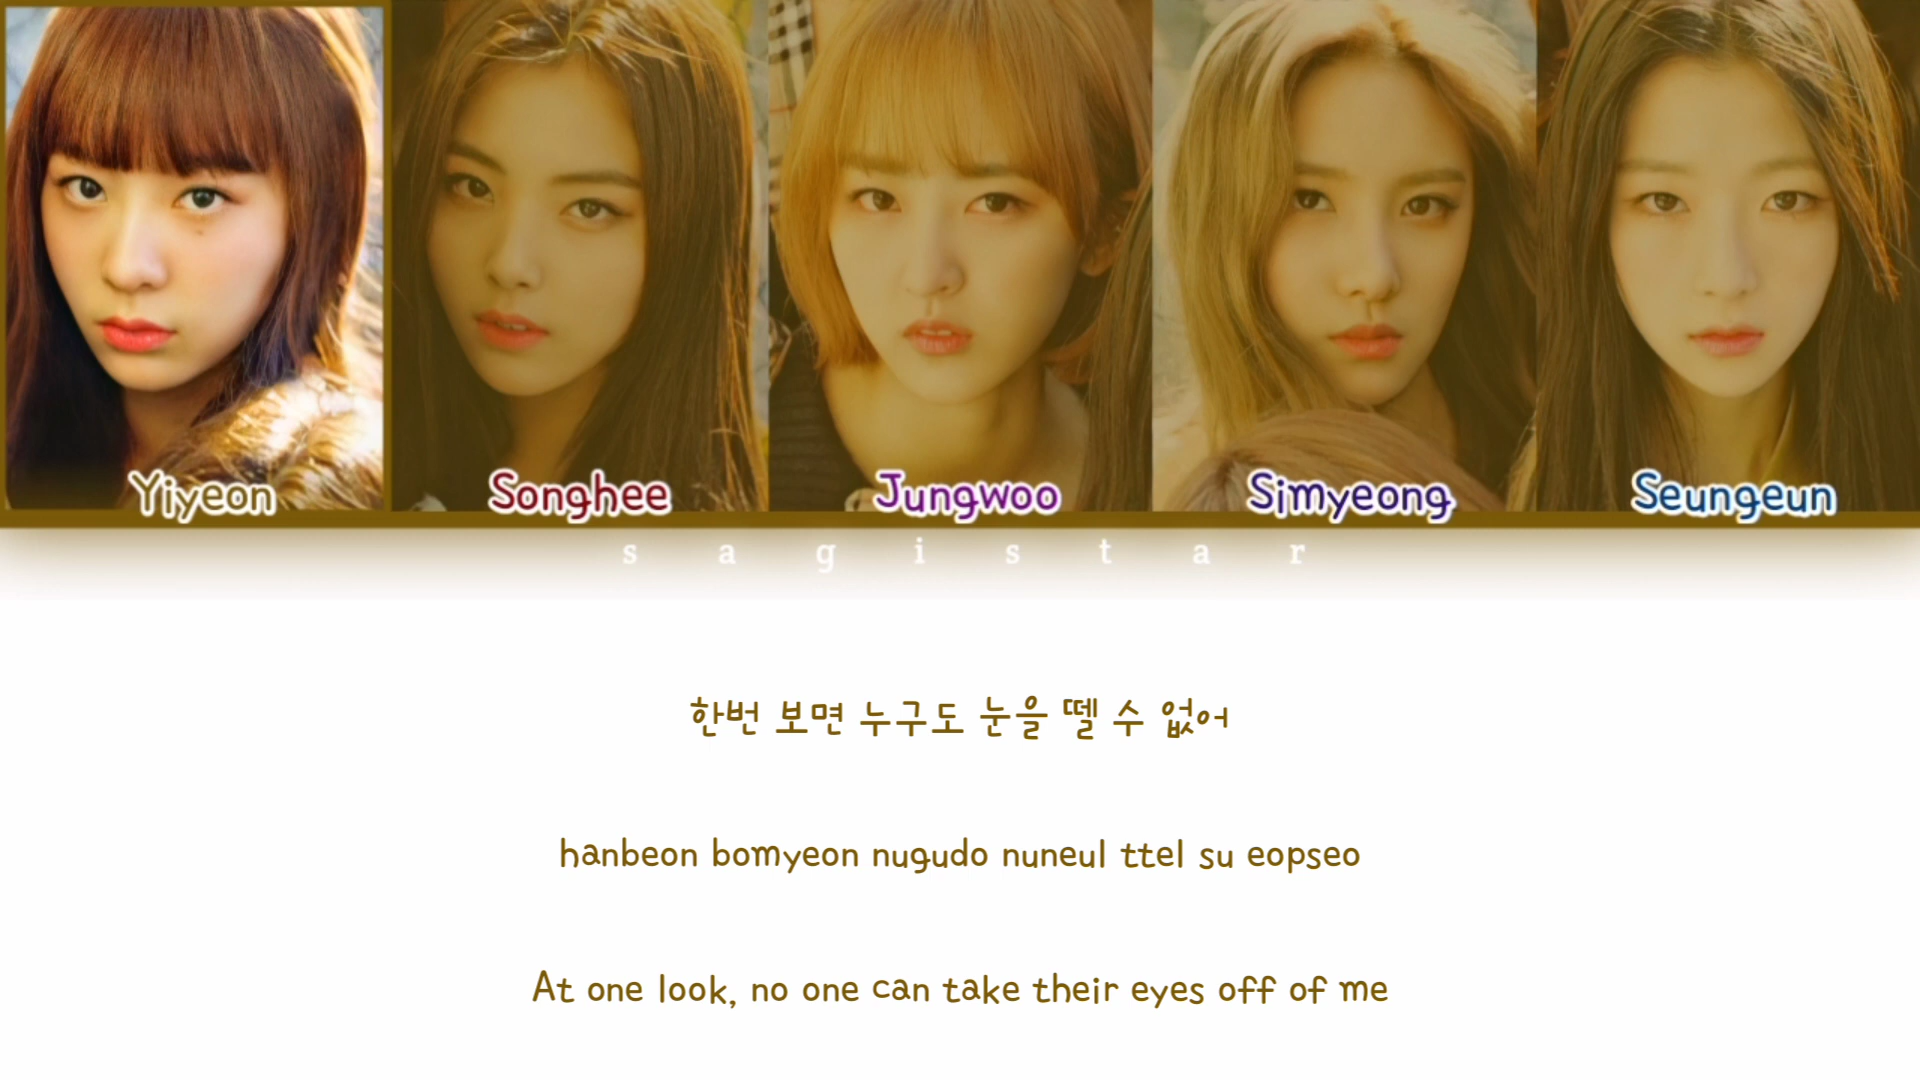 Yiyeon Songhee Jungwoo Simyeong Seungeun
s a g i s t a r
한번 보면 누구도 눈을 뗄 수 없어
hanbeon bomyeon nugudo nuneul ttel su eopseo
At one look, no one can take their eyes off of me